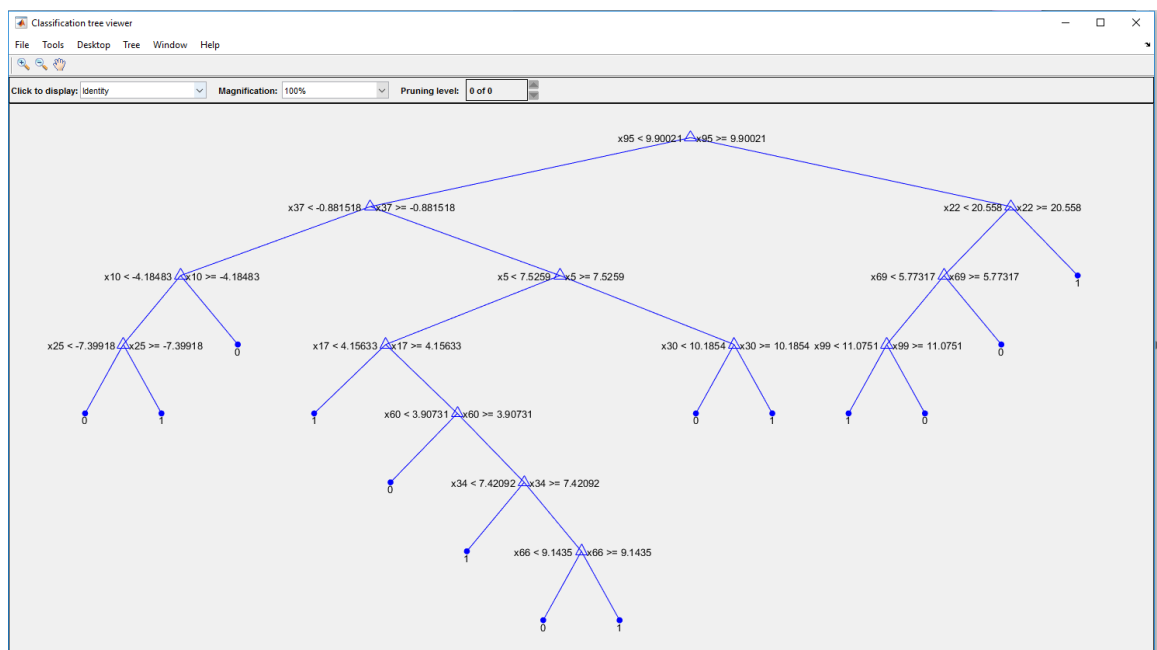 Classification tree viewer
File Tools Desktop Tree Window Help
Click to display: Identity Magnification: 100% Pruning level: 0 of 0
x95 < 9.90021 x95 >= 9.90021
x37 < -0.881518 x37 >= -0.881518 x22 < 20.558 x22 >= 20.558
x10 < -4.18483 x10 >= -4.18483 x5 < 7.5259 x5 >= 7.5259 x69 < 5.77317 x69 >= 5.77317 1
x25 < -7.39918 x25 >= -7.39918 0 x17 < 4.15633 x17 >= 4.15633 x30 < 10.1854 x30 >= 10.1854 x99 < 11.0751 x99 >= 11.0751 0
0 1 1 x60 < 3.90731 x60 >= 3.90731 0 1 1 0
0 x34 < 7.42092 x34 >= 7.42092
1 x66 < 9.1435 x66 >= 9.1435
0 1